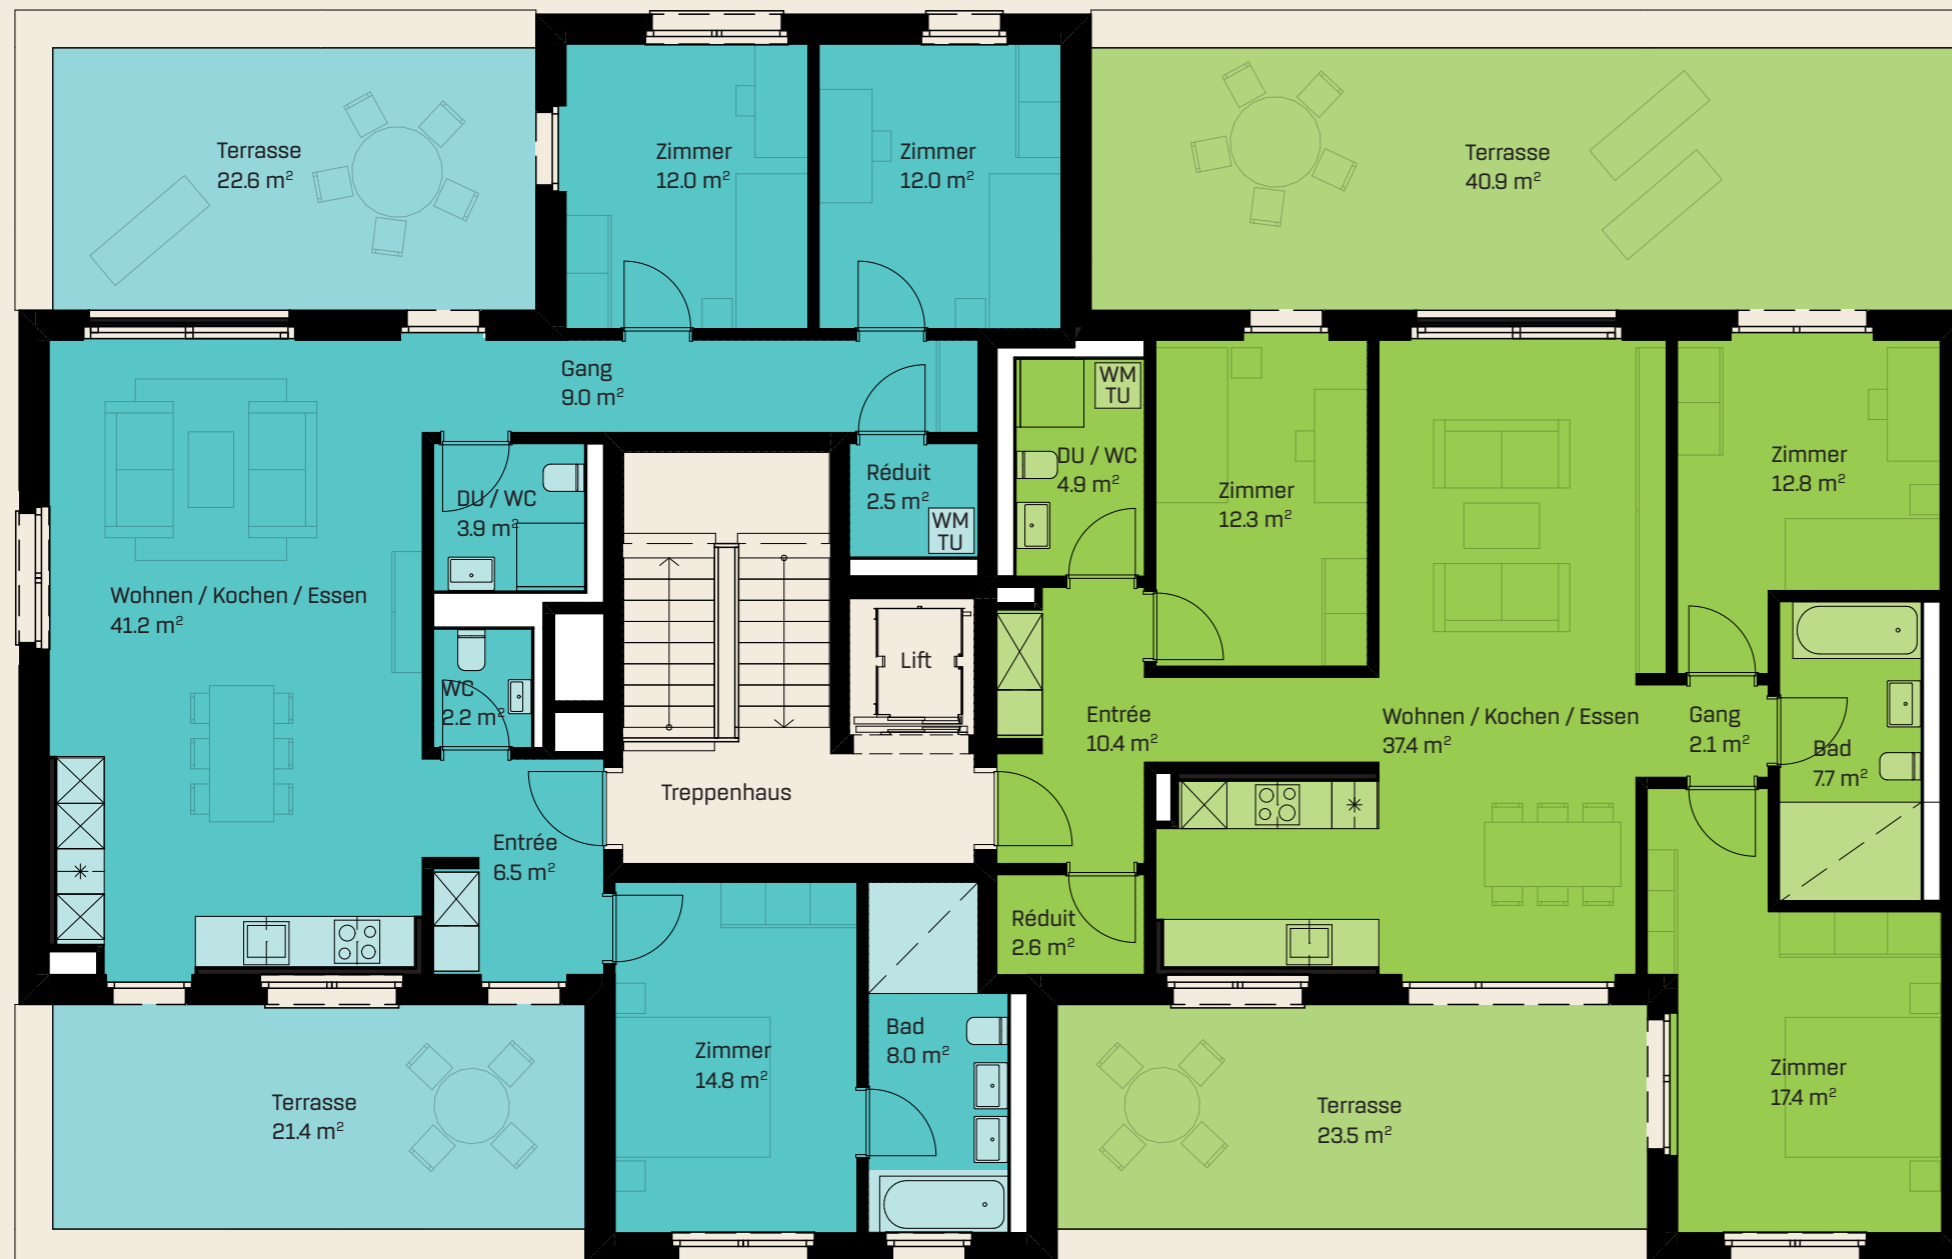 Terrasse
22.6 m²
Zimmer
12.0 m²
Zimmer
12.0 m²
Terrasse
40.9 m²
Gang
9.0 m²
WM
TU
DU / WC
4.9 m²
Zimmer
12.3 m²
Zimmer
12.8 m²
Réduit
2.5 m²
WM
TU
DU / WC
3.9 m²
Wohnen / Kochen / Essen
41.2 m²
Lift
WC
2.2 m²
Entrée
10.4 m²
Wohnen / Kochen / Essen
37.4 m²
Gang
2.1 m²
Bad
7.7 m²
Treppenhaus
Entrée
6.5 m²
Réduit
2.6 m²
Zimmer
14.8 m²
Bad
8.0 m²
Terrasse
21.4 m²
Terrasse
23.5 m²
Zimmer
17.4 m²